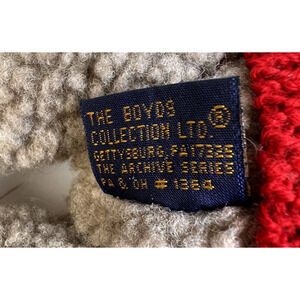 THE BOYDS
COLLECTION LTD.®
GETTYSBURG, PA 17325
THE ARCHIVE SERIES
PA & OH # 1364